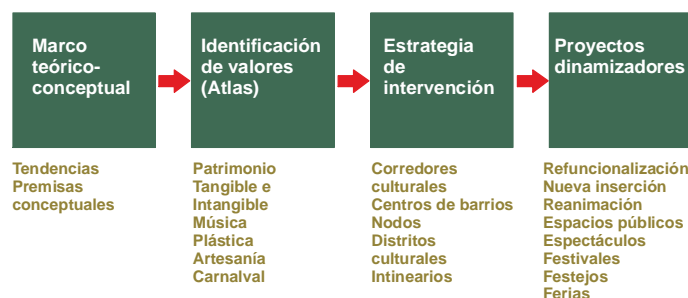 Marco
teórico-
conceptual
Identificación
de valores
(Atlas)
Estrategia
de
intervención
Proyectos
dinamizadores
Tendencias
Premisas
conceptuales
Patrimonio
Tangible e
Intangible
Música
Plástica
Artesanía
Carnalval
Corredores
culturales
Centros de barrios
Nodos
Distritos
culturales
Intinearios
Refuncionalización
Nueva inserción
Reanimación
Espacios públicos
Espectáculos
Festivales
Festejos
Ferias